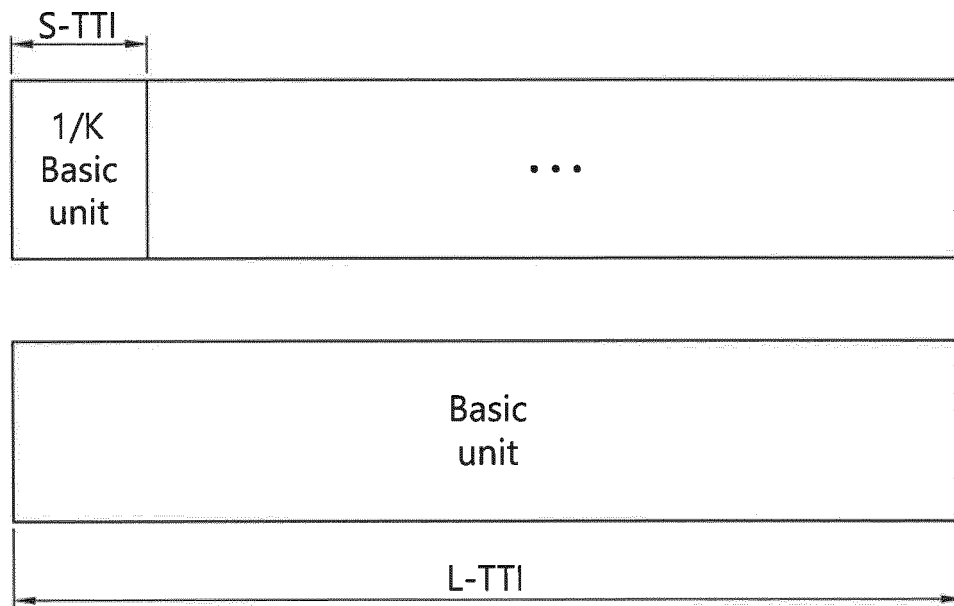 S-TTI
1/K
Basic
unit
...
Basic
unit
L-TTI